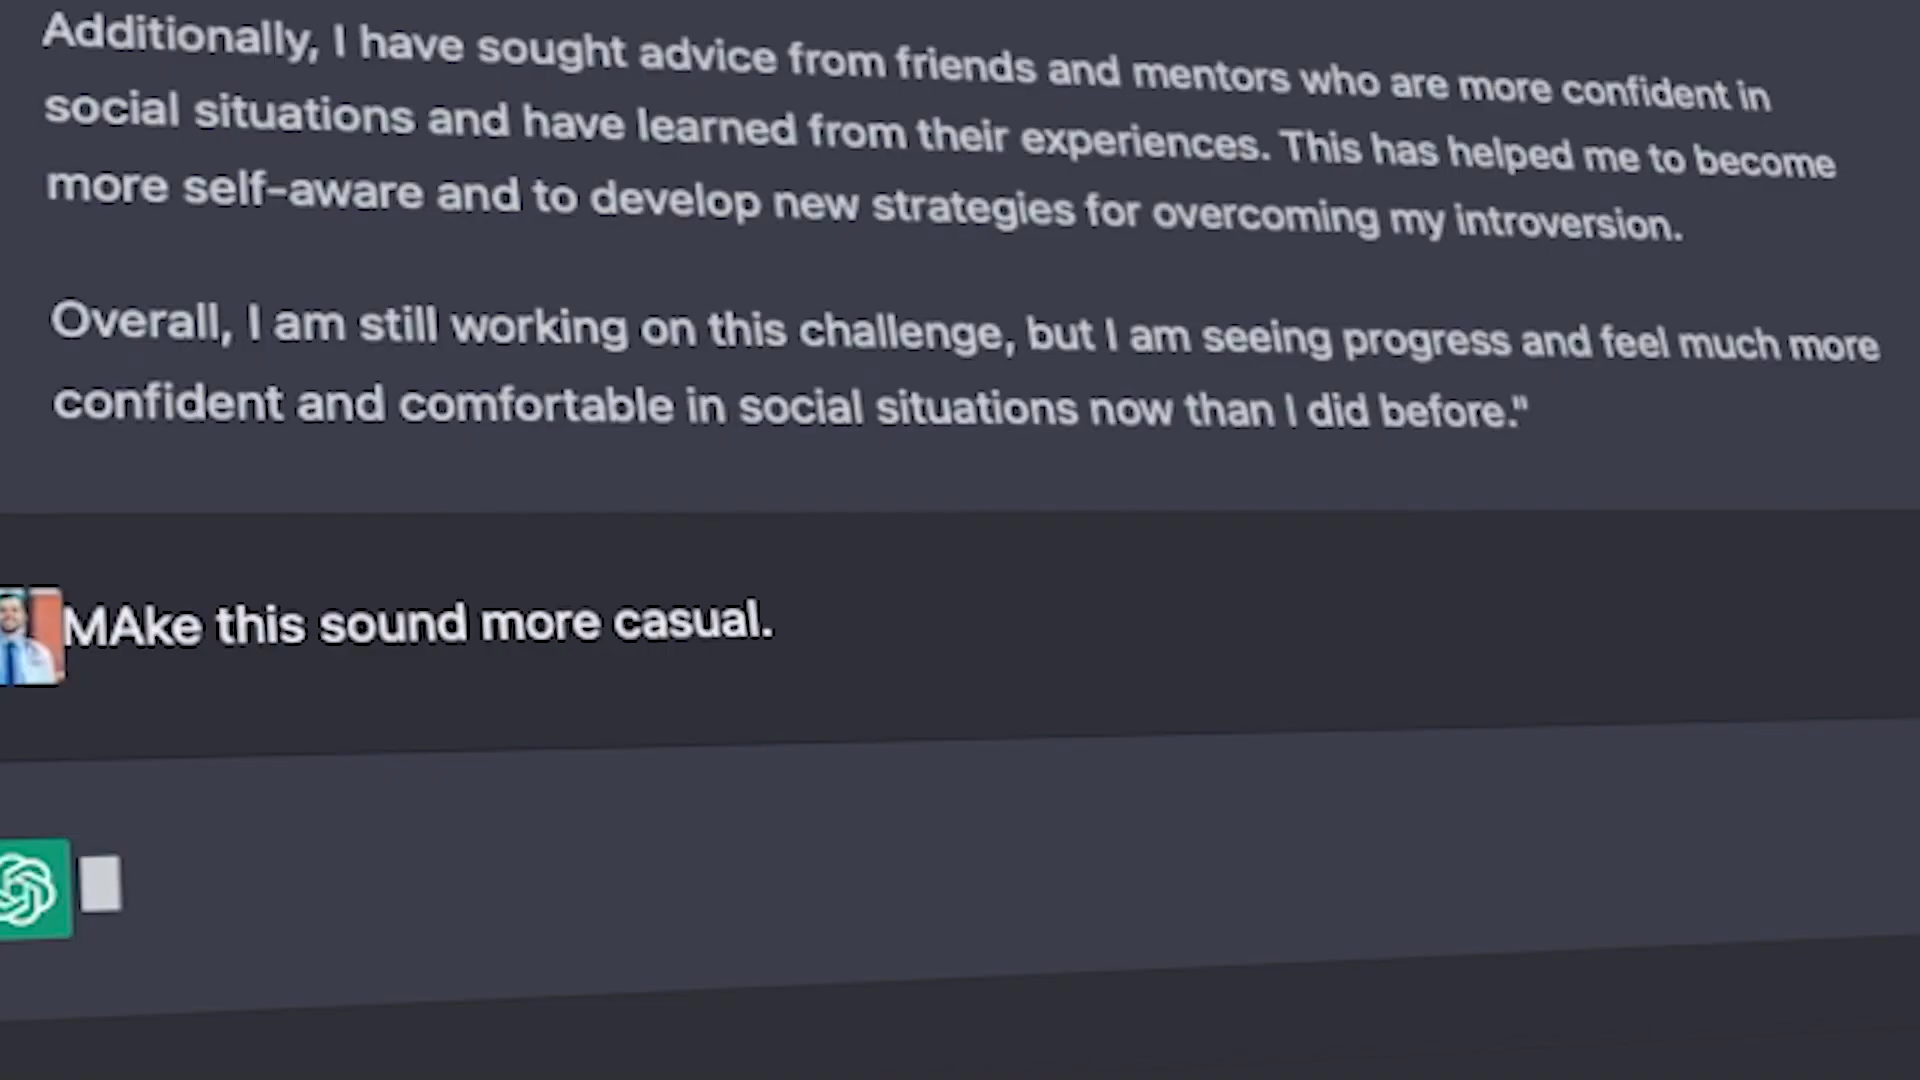 Additionally, I have sought advice from friends and mentors who are more confident in
social situations and have learned from their experiences. This has helped me to become
more self-aware and to develop new strategies for overcoming my introversion.
Overall, I am still working on this challenge, but I am seeing progress and feel much more
confident and comfortable in social situations now than I did before."
MAke this sound more casual.